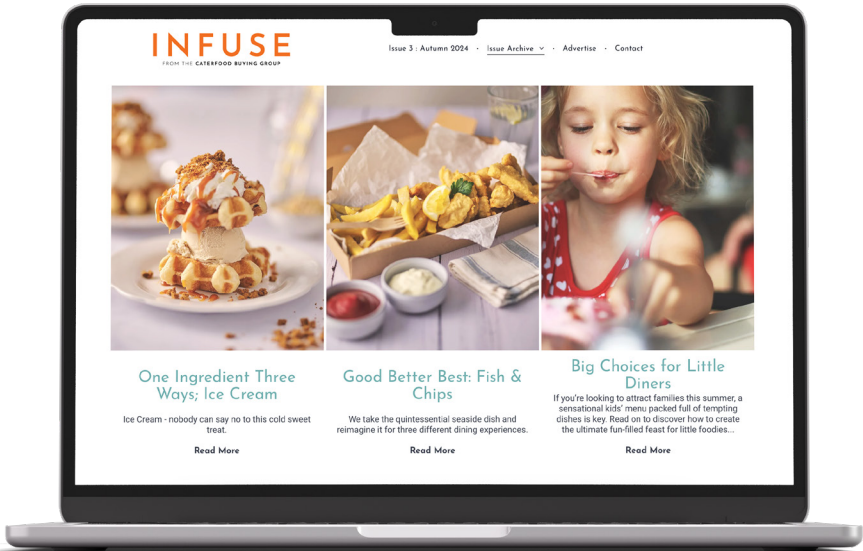 INFUSE
FROM THE CATERFOOD BUYING GROUP
Issue 3 : Autumn 2024 · Issue Archive · Advertise · Contact
One Ingredient Three
Ways; Ice Cream
Ice Cream - nobody can say no to this cold sweet
treat.
Read More
Good Better Best: Fish &
Chips
We take the quintessential seaside dish and
reimagine it for three different dining experiences.
Read More
Big Choices for Little
Diners
If you're looking to attract families this summer, a
sensational kids' menu packed full of tempting
dishes is key. Read on to discover how to create
the ultimate fun-filled feast for little foodies...
Read More